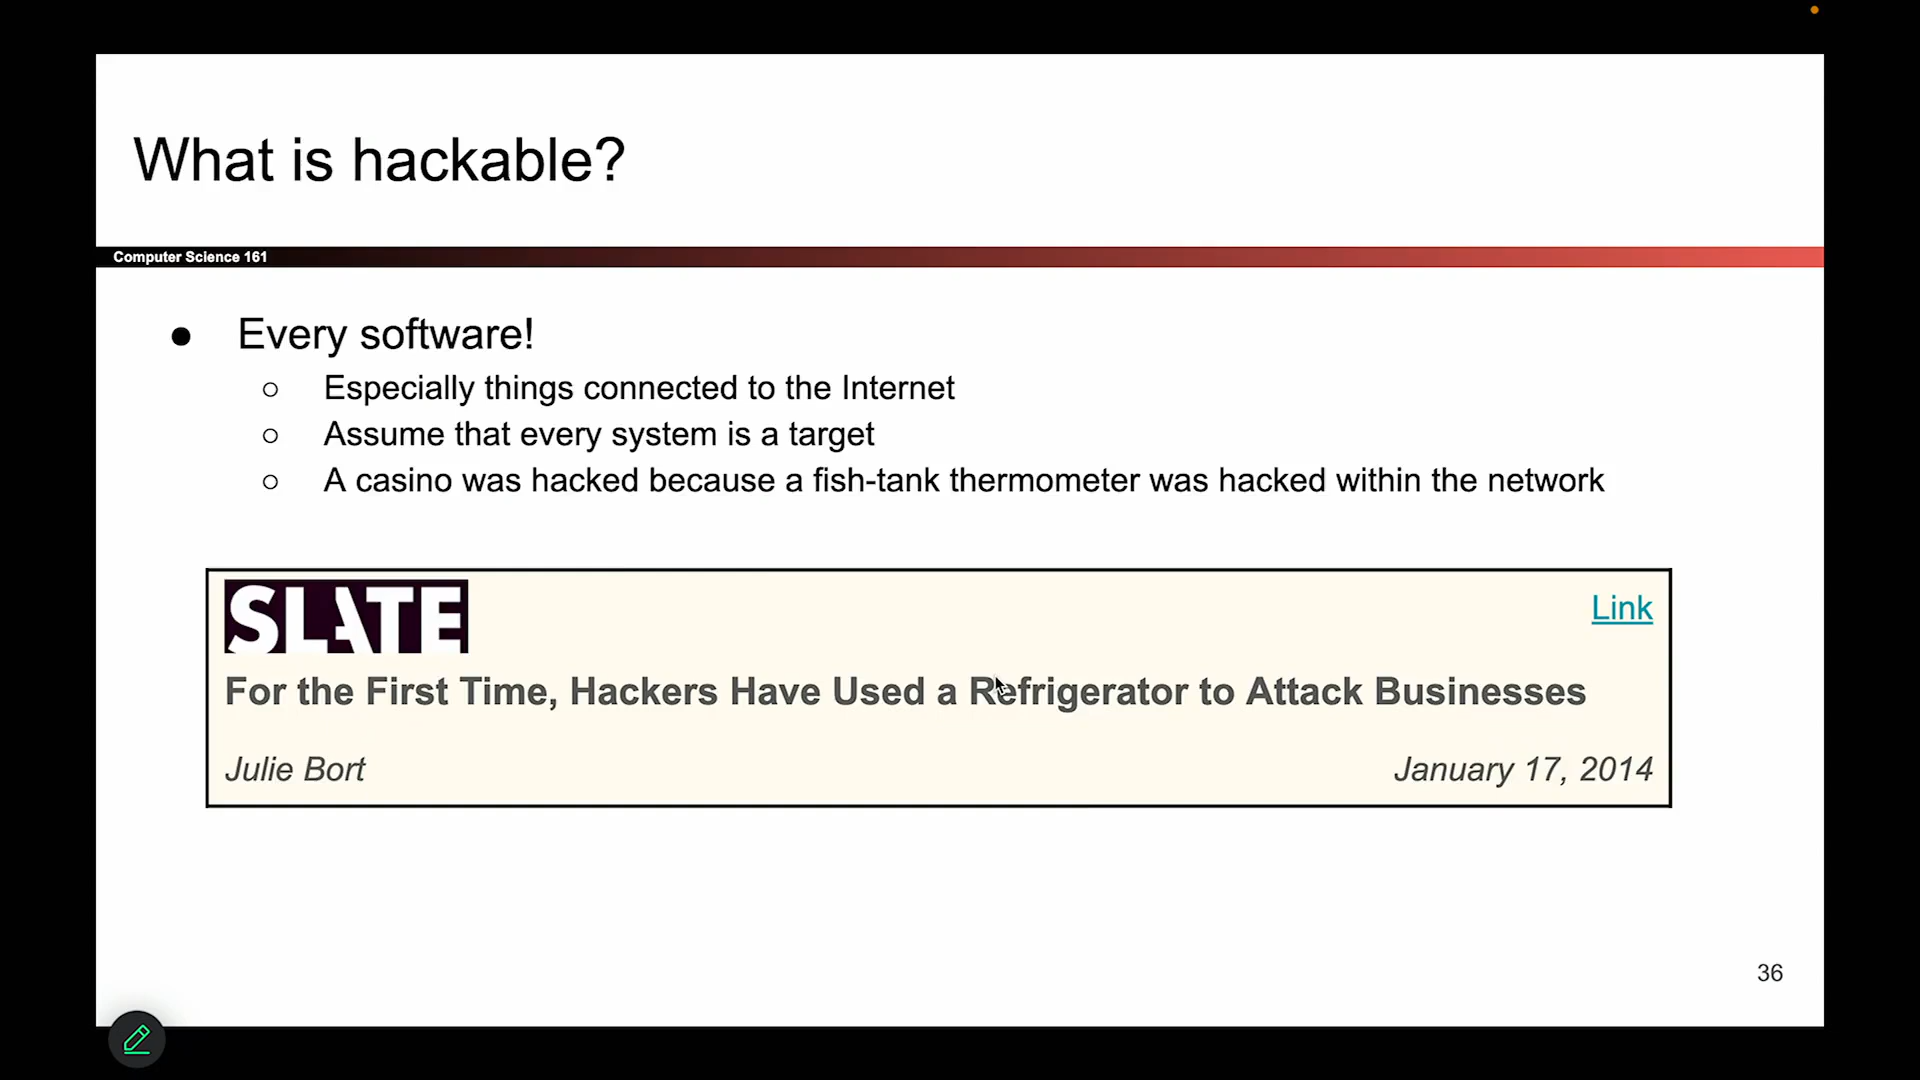 What is hackable?
Computer Science 161
● Every software!
○ Especially things connected to the Internet
○ Assume that every system is a target
○ A casino was hacked because a fish-tank thermometer was hacked within the network
SLATE
Link
For the First Time, Hackers Have Used a Refrigerator to Attack Businesses
Julie Bort
January 17, 2014
36